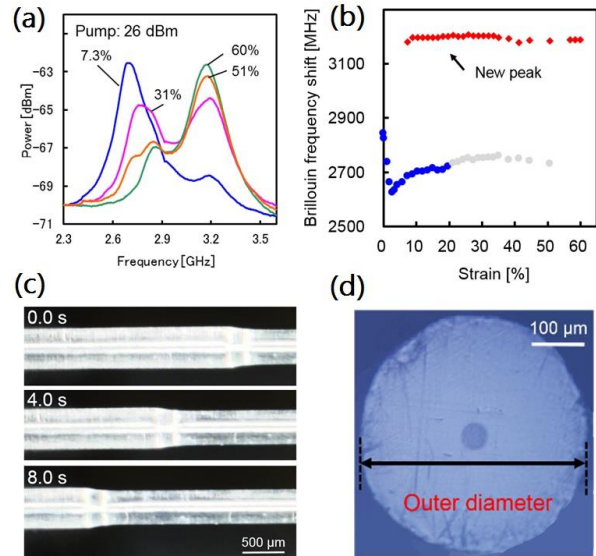 (a)
Pump: 26 dBm
7.3%
60%
51%
31%
Power [dBm]
−63
−65
−67
−69
−71
2.3
2.6
2.9
3.2
3.5
Frequency [GHz]
(b)
Brillouin frequency shift [MHz]
3100
2800
2500
New peak
0
10
20
30
40
50
60
Strain [%]
(c)
0.0 s
4.0 s
8.0 s
500 µm
(d)
100 µm
Outer diameter